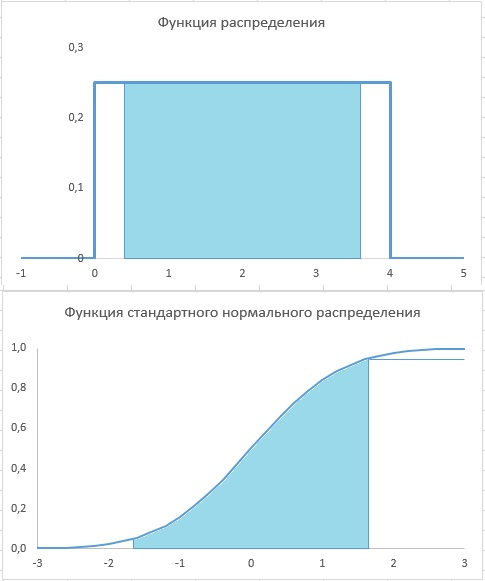 Функция распределения
0,3
0,2
0,1
0
-1 0 1 2 3 4 5
Функция стандартного нормального распределения
1,0
0,8
0,6
0,4
0,2
0,0
-3 -2 -1 0 1 2 3